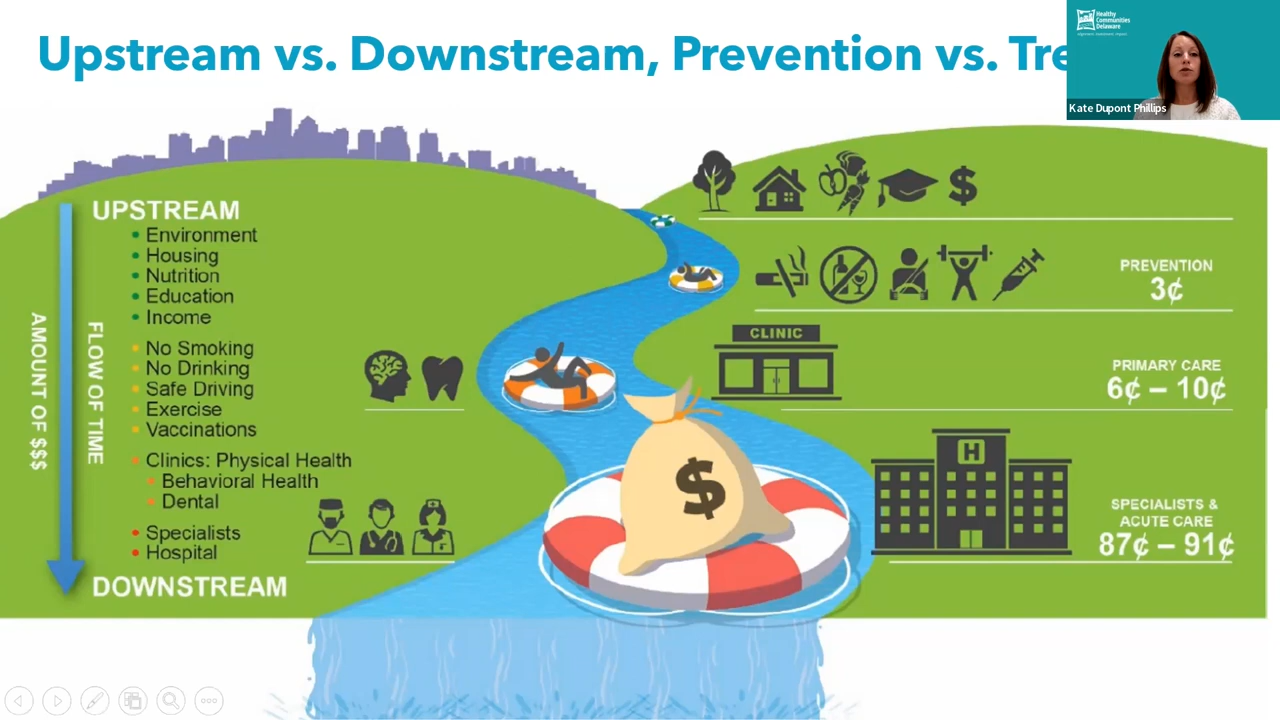 Upstream vs. Downstream, Prevention vs. Tre
Healthy
Communities
Delaware
Kate Dupont Phillips
UPSTREAM
• Environment
• Housing
• Nutrition
• Education
• Income
• No Smoking
• No Drinking
• Safe Driving
• Exercise
• Vaccinations
• Clinics: Physical Health
• Behavioral Health
• Dental
• Specialists
• Hospital
DOWNSTREAM
AMOUNT OF $$$
FLOW OF TIME
$
PREVENTION
3¢
CLINIC
PRIMARY CARE
6¢ – 10¢
$
H
SPECIALISTS &
ACUTE CARE
87¢ – 91¢